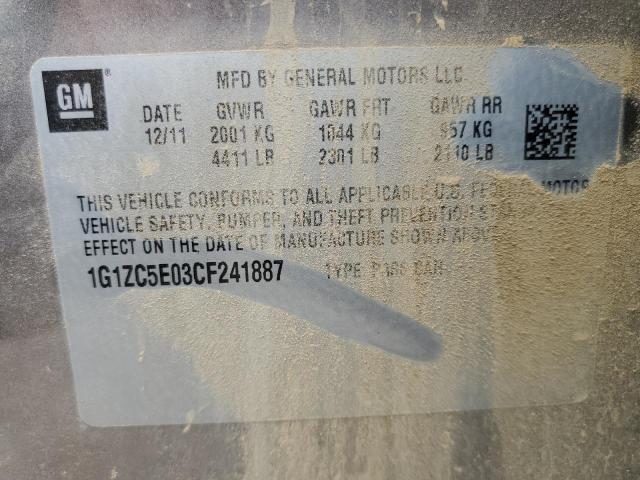 GM
MFD BY GENERAL MOTORS LLC
DATE GVWR GAWR FRT GAWR RR
12/11 2001 KG 1044 KG 957 KG
4411 LB 2301 LB 2110 LB
THIS VEHICLE CONFORMS TO ALL APPLICABLE U.S. FEDERAL MOTOR
VEHICLE SAFETY, BUMPER, AND THEFT PREVENTION
EFFECT ON THE DATE OF MANUFACTURE SHOWN ABOVE
1G1ZC5E03CF241887 TYPE PASS CAR